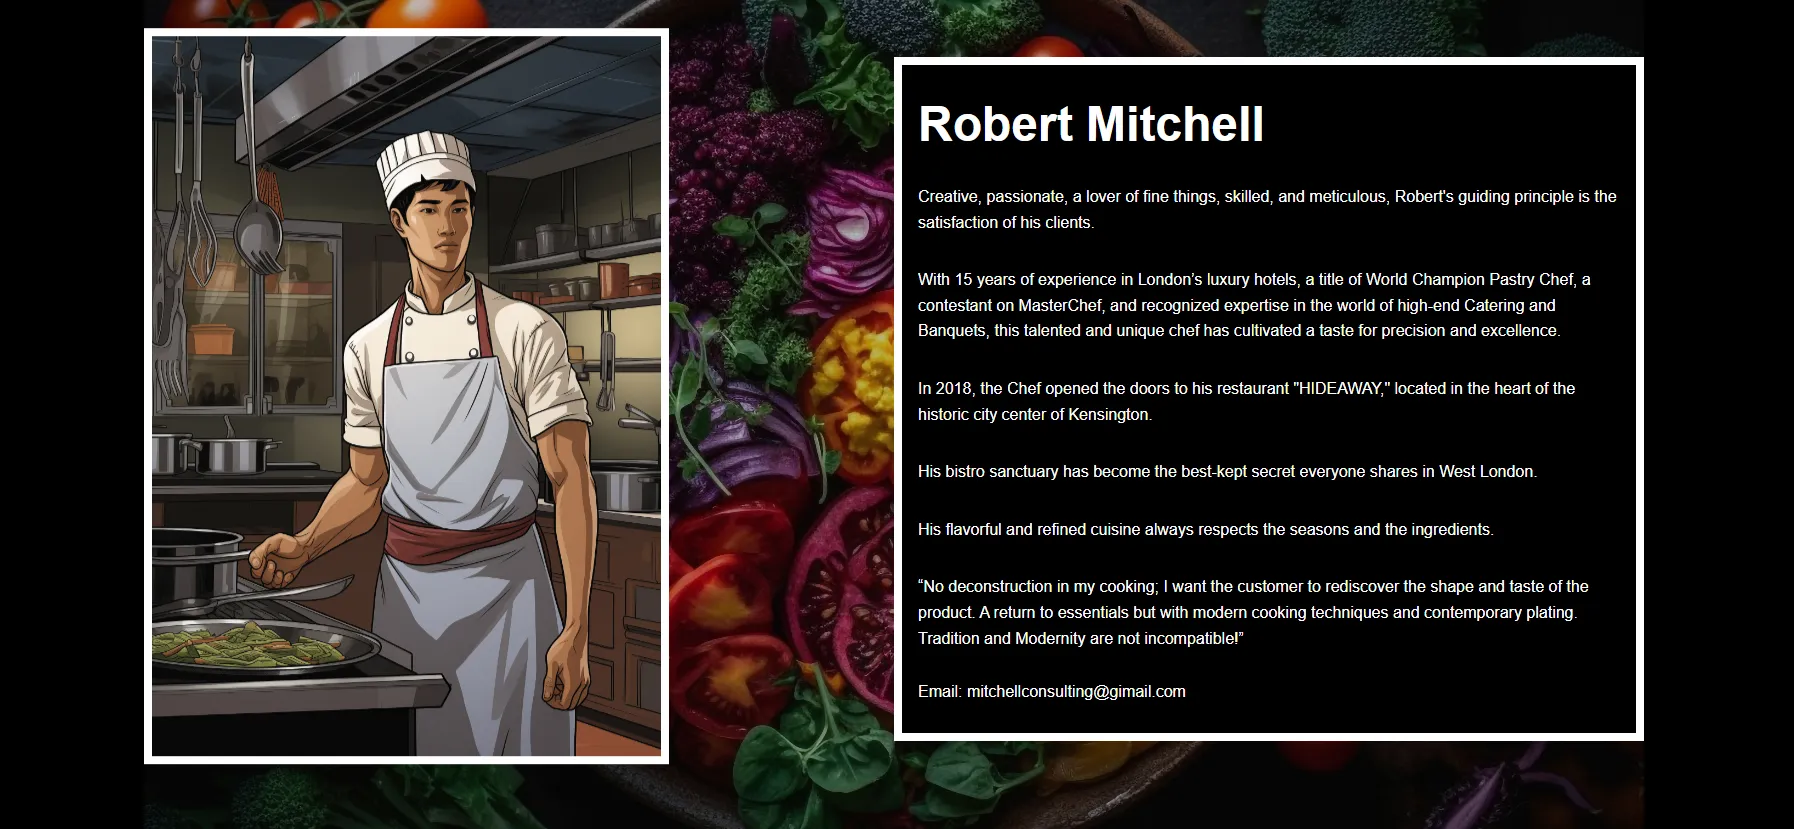 Robert Mitchell
Creative, passionate, a lover of fine things, skilled, and meticulous, Robert's guiding principle is the
satisfaction of his clients.
With 15 years of experience in London’s luxury hotels, a title of World Champion Pastry Chef, a
contestant on MasterChef, and recognized expertise in the world of high-end Catering and
Banquets, this talented and unique chef has cultivated a taste for precision and excellence.
In 2018, the Chef opened the doors to his restaurant "HIDEAWAY," located in the heart of the
historic city center of Kensington.
His bistro sanctuary has become the best-kept secret everyone shares in West London.
His flavorful and refined cuisine always respects the seasons and the ingredients.
“No deconstruction in my cooking; I want the customer to rediscover the shape and taste of the
product. A return to essentials but with modern cooking techniques and contemporary plating.
Tradition and Modernity are not incompatible!”
Email: mitchellconsulting@gimail.com